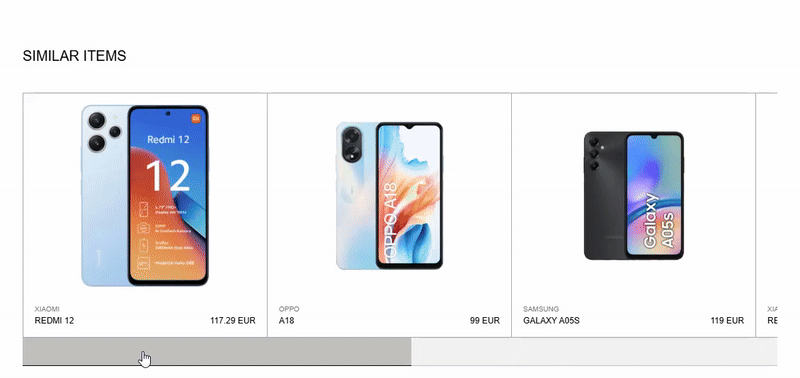 SIMILAR ITEMS
Redmi 12
12
OPPO A18
Galaxy
A05s
XIAOMI
REDMI 12
117.29 EUR
OPPO
A18
99 EUR
SAMSUNG
GALAXY A05S
119 EUR
XIA
RE